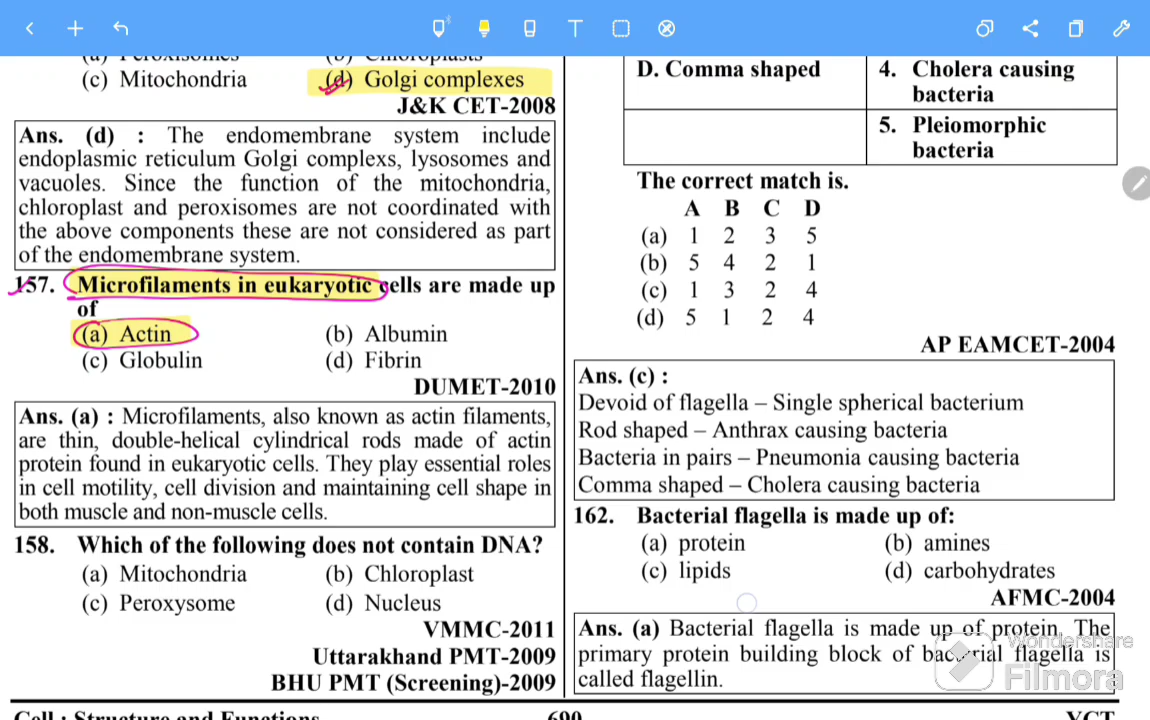 T
(a) Peroxisomes (b) Chloroplasts
(c) Mitochondria (d) Golgi complexes
J&K CET-2008
Ans. (d) : The endomembrane system include
endoplasmic reticulum Golgi complexs, lysosomes and
vacuoles. Since the function of the mitochondria,
chloroplast and peroxisomes are not coordinated with
the above components these are not considered as part
of the endomembrane system.
157. Microfilaments in eukaryotic cells are made up
of
(a) Actin (b) Albumin
(c) Globulin (d) Fibrin
DUMET-2010
Ans. (a) : Microfilaments, also known as actin filaments,
are thin, double-helical cylindrical rods made of actin
protein found in eukaryotic cells. They play essential roles
in cell motility, cell division and maintaining cell shape in
both muscle and non-muscle cells.
158. Which of the following does not contain DNA?
(a) Mitochondria (b) Chloroplast
(c) Peroxysome (d) Nucleus
VMMC-2011
Uttarakhand PMT-2009
BHU PMT (Screening)-2009
D. Comma shaped 4. Cholera causing
bacteria
5. Pleiomorphic
bacteria
The correct match is.
A B C D
(a) 1 2 3 5
(b) 5 4 2 1
(c) 1 3 2 4
(d) 5 1 2 4
AP EAMCET-2004
Ans. (c) :
Devoid of flagella – Single spherical bacterium
Rod shaped – Anthrax causing bacteria
Bacteria in pairs – Pneumonia causing bacteria
Comma shaped – Cholera causing bacteria
162. Bacterial flagella is made up of:
(a) protein (b) amines
(c) lipids (d) carbohydrates
AFMC-2004
Ans. (a) Bacterial flagella is made up of protein. The
primary protein building block of bacterial flagella is
called flagellin.
Wondershare
Filmora
Cell : Structure and Functions 690 YCT